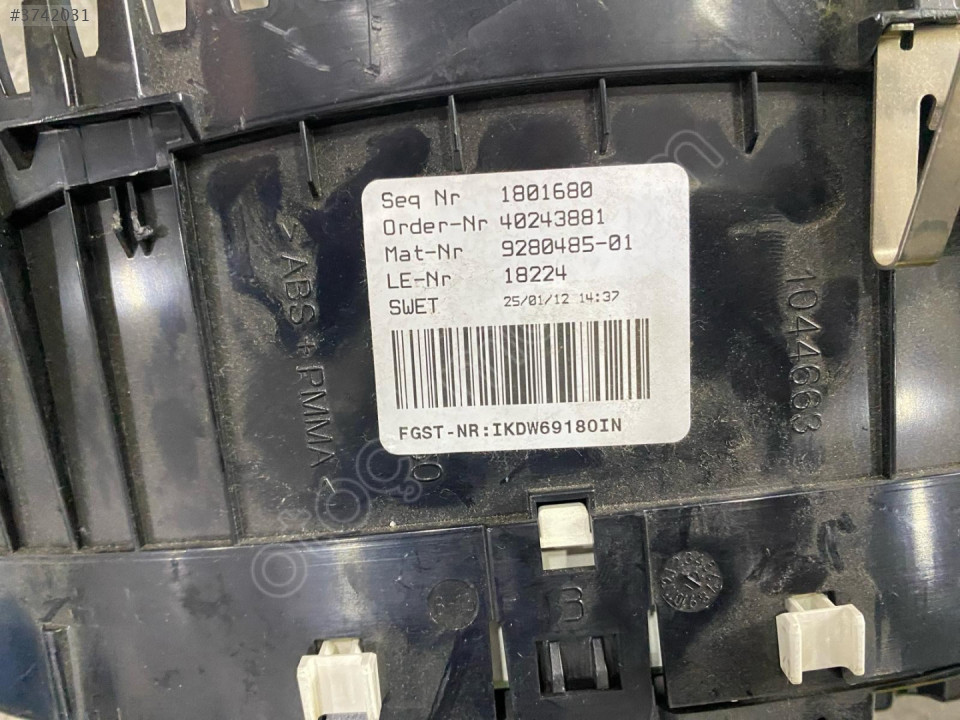 #3742031
Seq Nr 1801680
Order-Nr 40243881
Mat-Nr 9280485-01
LE-Nr 18224
SWET 25/01/12 14:37
FGST-NR:IKDW69180IN
> ABS + PMMA <
1044663
3